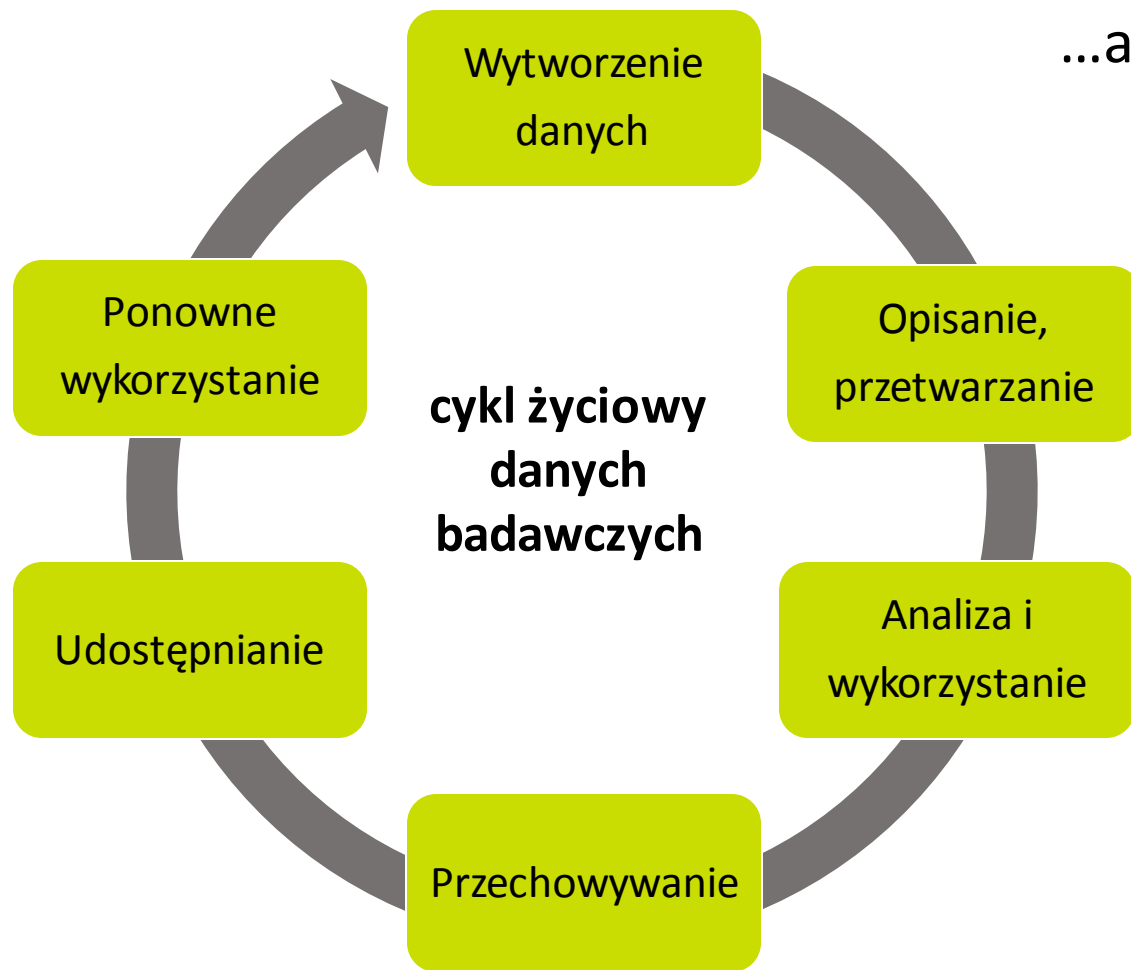 …a
Wytworzenie
danych
Opisanie,
przetwarzanie
Analiza i
wykorzystanie
Przechowywanie
Udostępnianie
Ponowne
wykorzystanie
cykl życiowy
danych
badawczych